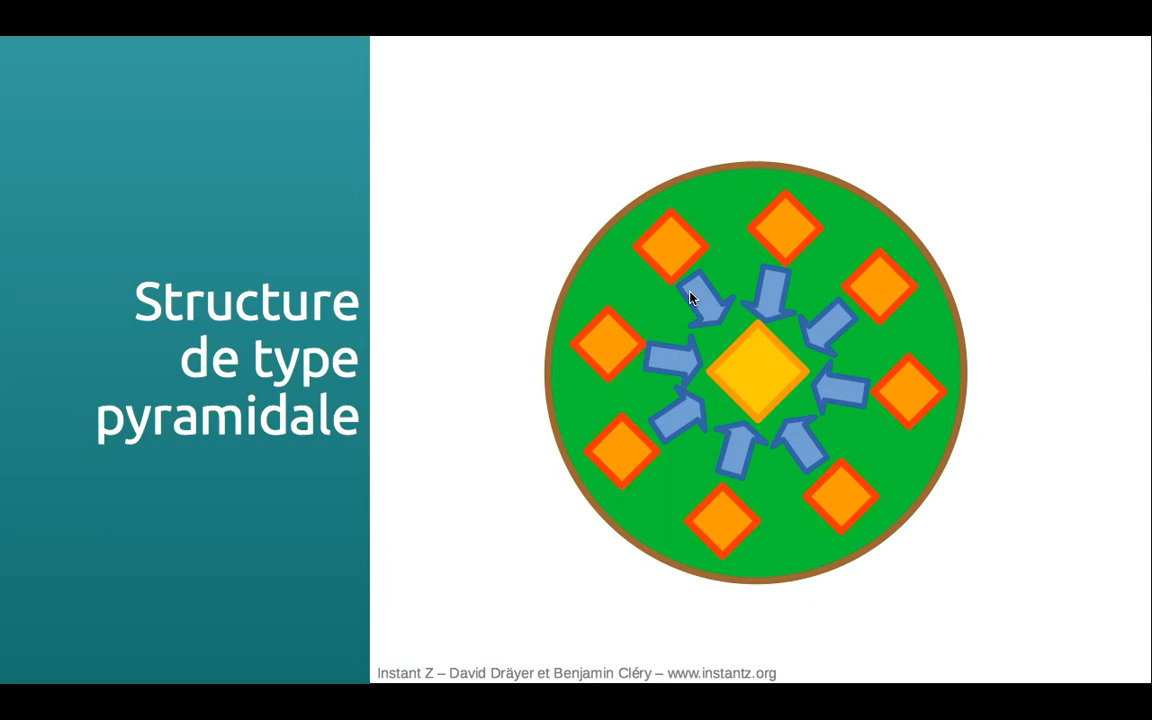 Structure
de type
pyramidale
Instant Z – David Dräyer et Benjamin Cléry – www.instantz.org